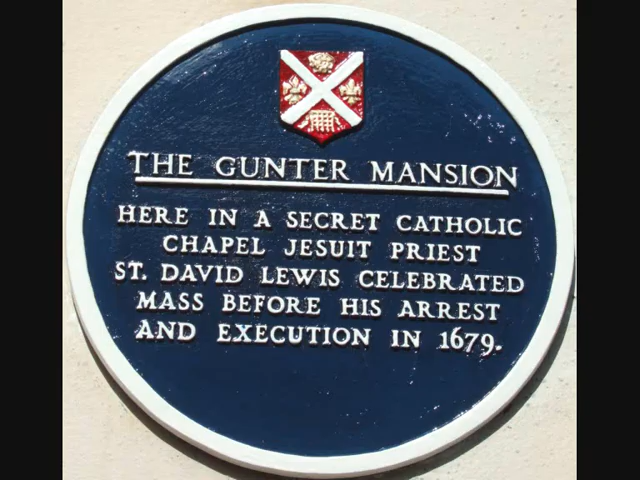 THE GUNTER MANSION
HERE IN A SECRET CATHOLIC
CHAPEL JESUIT PRIEST
ST. DAVID LEWIS CELEBRATED
MASS BEFORE HIS ARREST
AND EXECUTION IN 1679.